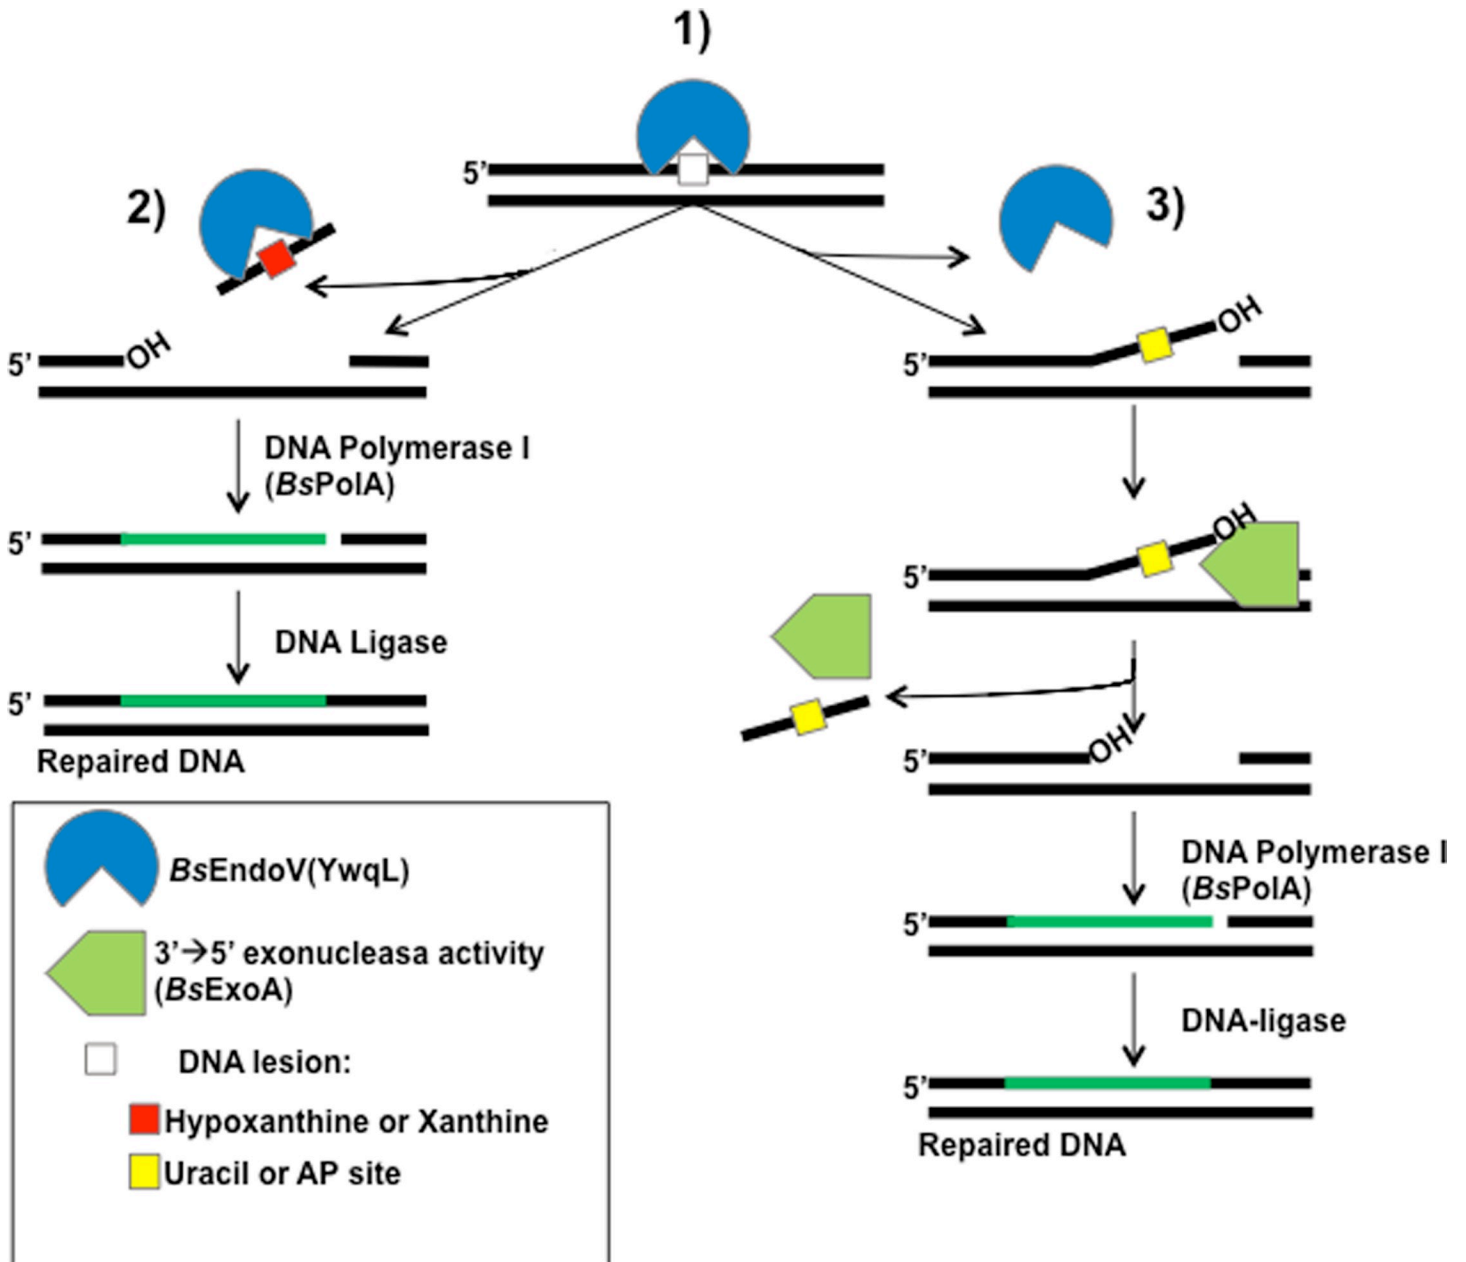 1)
5'
2)
3)
5'
OH
DNA Polymerase I
(BsPolA)
5'
DNA Ligase
5'
Repaired DNA
5'
OH
5'
OH
5'
OH
DNA Polymerase I
(BsPolA)
5'
DNA-ligase
5'
Repaired DNA
BsEndoV(YwqL)
3'→5' exonucleasa activity
(BsExoA)
DNA lesion:
Hypoxanthine or Xanthine
Uracil or AP site